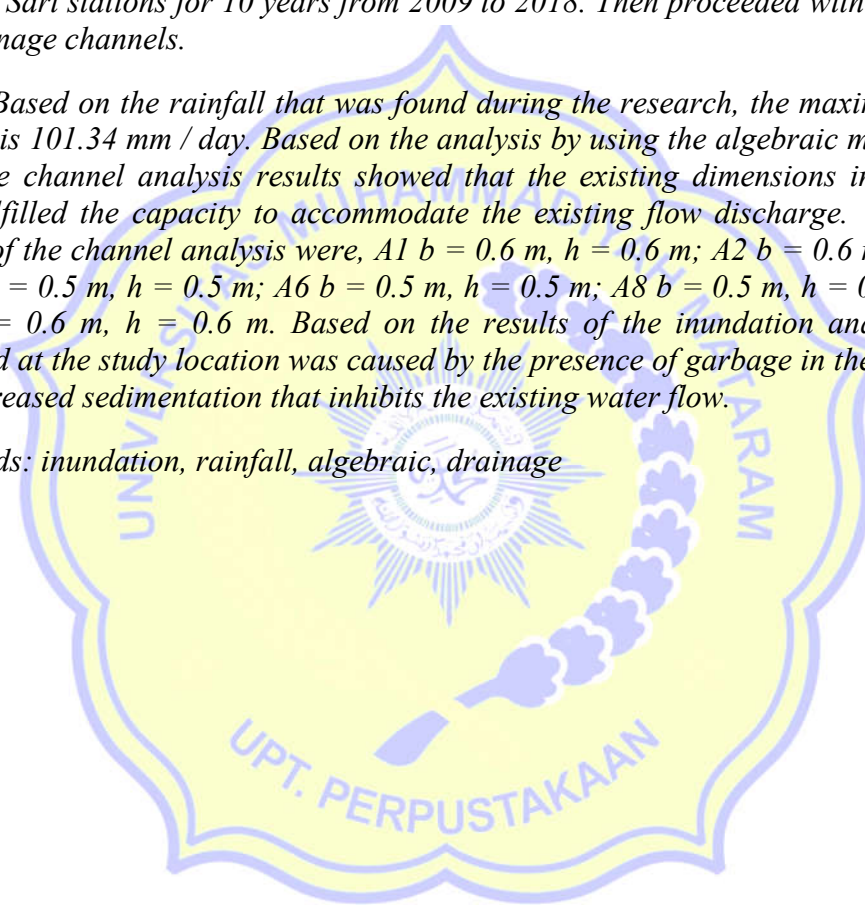 Sari stations for 10 years from 2009 to 2018. Then proceeded with
nage channels.
Based on the rainfall that was found during the research, the maxi
is 101.34 mm / day. Based on the analysis by using the algebraic m
e channel analysis results showed that the existing dimensions in
filled the capacity to accommodate the existing flow discharge.
of the channel analysis were, A1 b = 0.6 m, h = 0.6 m; A2 b = 0.6
= 0.5 m, h = 0.5 m; A6 b = 0.5 m, h = 0.5 m; A8 b = 0.5 m, h = 0
= 0.6 m, h = 0.6 m. Based on the results of the inundation an
d at the study location was caused by the presence of garbage in the
reased sedimentation that inhibits the existing water flow.
ds: inundation, rainfall, algebraic, drainage
UNIVERSITAS MUHAMMADIYAH MATARAM
UPT. PERPUSTAKAAN